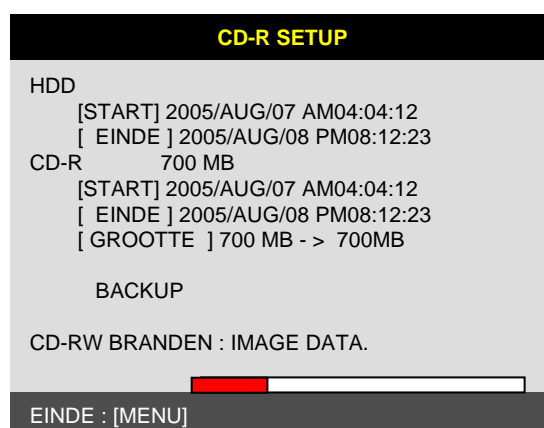 CD-R SETUP
HDD
[START] 2005/AUG/07 AM04:04:12
[ EINDE ] 2005/AUG/08 PM08:12:23
CD-R 700 MB
[START] 2005/AUG/07 AM04:04:12
[ EINDE ] 2005/AUG/08 PM08:12:23
[ GROOTTE ] 700 MB - > 700MB
BACKUP
CD-RW BRANDEN : IMAGE DATA.
EINDE : [MENU]